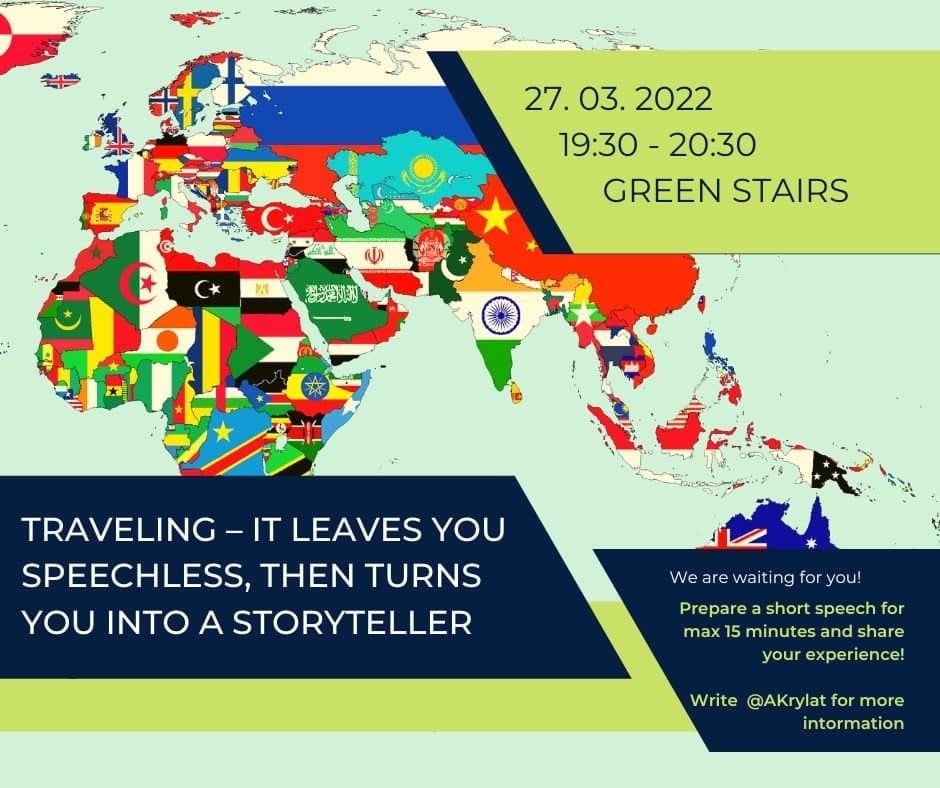 27. 03. 2022
19:30 - 20:30
GREEN STAIRS
TRAVELING – IT LEAVES YOU
SPEECHLESS, THEN TURNS
YOU INTO A STORYTELLER
We are waiting for you!
Prepare a short speech for
max 15 minutes and share
your experience!
Write @AKrylat for more
intormation